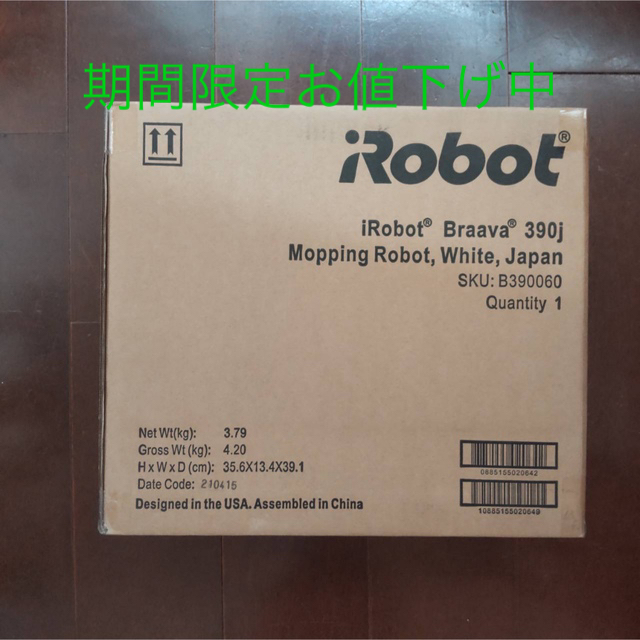 期間限定お値下げ中
iRobot®
iRobot® Braava® 390j
Mopping Robot, White, Japan
SKU: B390060
Quantity 1
Net Wt(kg): 3.79
Gross Wt (kg): 4.20
H x W x D (cm): 35.6X13.4X39.1
Date Code: 210416
Designed in the USA. Assembled in China
0885155020642
10885155020649